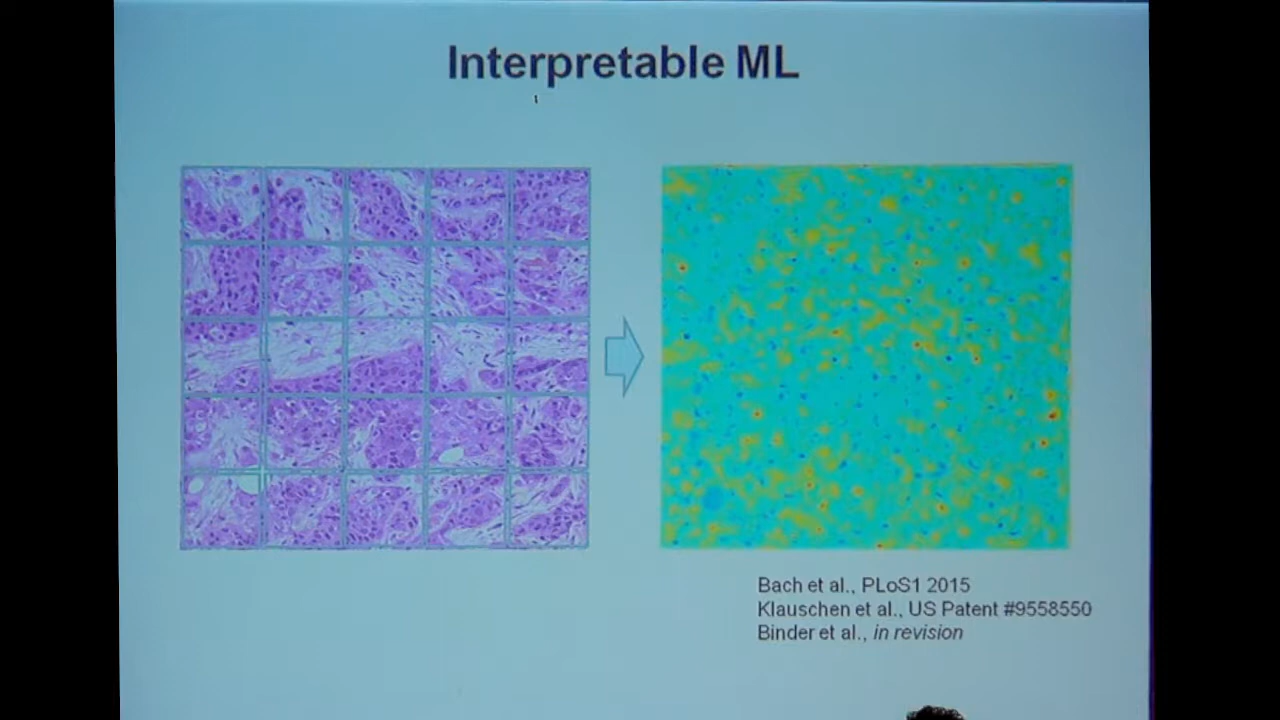 Interpretable ML
Bach et al., PLoS1 2015
Klauschen et al., US Patent #9558550
Binder et al., in revision